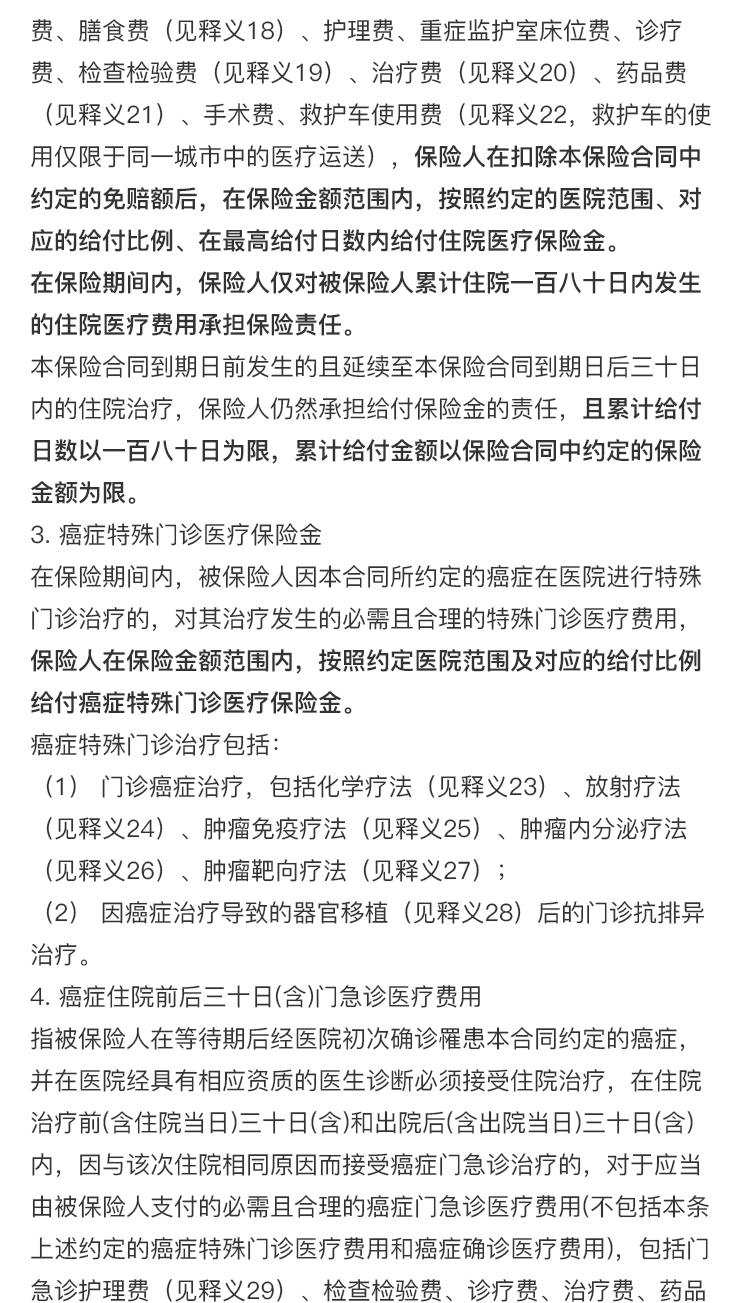 费、膳食费（见释义18）、护理费、重症监护室床位费、诊疗
费、检查检验费（见释义19）、治疗费（见释义20）、药品费
（见释义21）、手术费、救护车使用费（见释义22，救护车的使
用仅限于同一城市中的医疗运送），保险人在扣除本保险合同中
约定的免赔额后，在保险金额范围内，按照约定的医院范围、对
应的给付比例、在最高给付日数内给付住院医疗保险金。
在保险期间内，保险人仅对被保险人累计住院一百八十日内发生
的住院医疗费用承担保险责任。
本保险合同到期日前发生的且延续至本保险合同到期日后三十日
内的住院治疗，保险人仍然承担给付保险金的责任，且累计给付
日数以一百八十日为限，累计给付金额以保险合同中约定的保险
金额为限。
3. 癌症特殊门诊医疗保险金
在保险期间内，被保险人因本合同所约定的癌症在医院进行特殊
门诊治疗的，对其治疗发生的必需且合理的特殊门诊医疗费用，
保险人在保险金额范围内，按照约定医院范围及对应的给付比例
给付癌症特殊门诊医疗保险金。
癌症特殊门诊治疗包括：
（1） 门诊癌症治疗，包括化学疗法（见释义23）、放射疗法
（见释义24）、肿瘤免疫疗法（见释义25）、肿瘤内分泌疗法
（见释义26）、肿瘤靶向疗法（见释义27）；
（2） 因癌症治疗导致的器官移植（见释义28）后的门诊抗排异
治疗。
4. 癌症住院前后三十日(含)门急诊医疗费用
指被保险人在等待期后经医院初次确诊罹患本合同约定的癌症，
并在医院经具有相应资质的医生诊断必须接受住院治疗，在住院
治疗前(含住院当日)三十日(含)和出院后(含出院当日)三十日(含)
内，因与该次住院相同原因而接受癌症门急诊治疗的，对于应当
由被保险人支付的必需且合理的癌症门急诊医疗费用(不包括本条
上述约定的癌症特殊门诊医疗费用和癌症确诊医疗费用)，包括门
急诊护理费（见释义29）、检查检验费、诊疗费、治疗费、药品